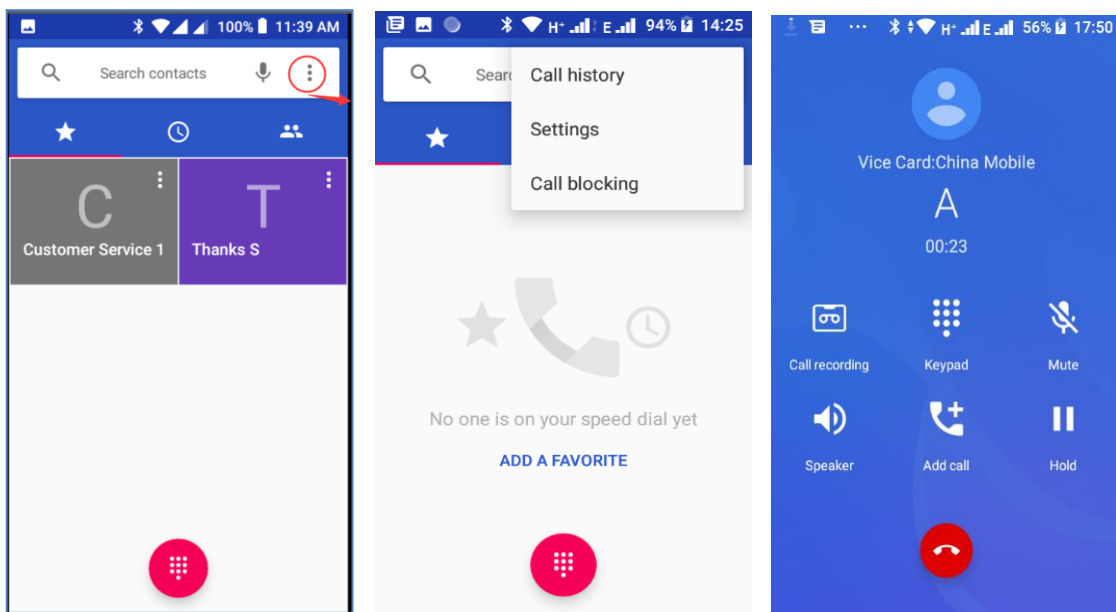 100% 11:39 AM
Search contacts
C
Customer Service 1
T
Thanks S
H+ E 94% 14:25
Sear
Call history
Settings
Call blocking
No one is on your speed dial yet
ADD A FAVORITE
H+ E 56% 17:50
Vice Card:China Mobile
A
00:23
Call recording Keypad Mute
Speaker Add call Hold